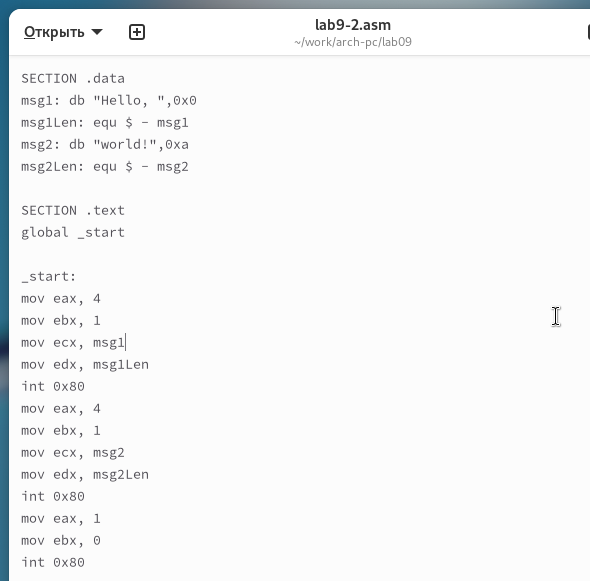 Открыть
lab9-2.asm
~/work/arch-pc/lab09
SECTION .data
msg1: db "Hello, ",0x0
msg1Len: equ $ - msg1
msg2: db "world!",0xa
msg2Len: equ $ - msg2
SECTION .text
global _start
_start:
mov eax, 4
mov ebx, 1
mov ecx, msg1
mov edx, msg1Len
int 0x80
mov eax, 4
mov ebx, 1
mov ecx, msg2
mov edx, msg2Len
int 0x80
mov eax, 1
mov ebx, 0
int 0x80